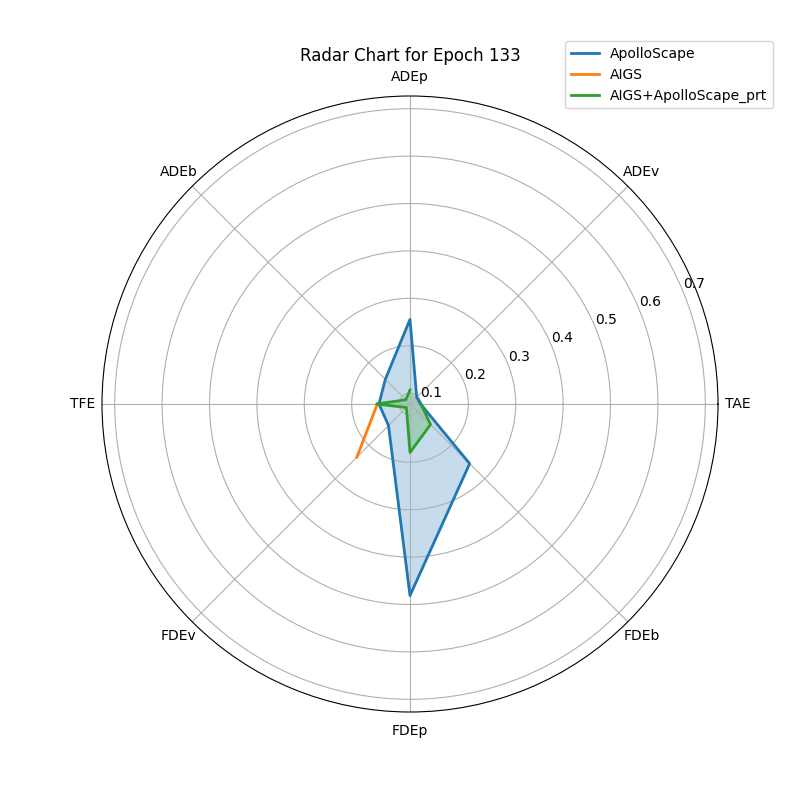 Radar Chart for Epoch 133
ApolloScape
AIGS
AIGS+ApolloScape_prt
ADEp
ADEb
ADEv
0.7
0.6
0.5
0.4
0.3
0.2
0.1
TFE
TAE
FDEv
FDEb
FDEp